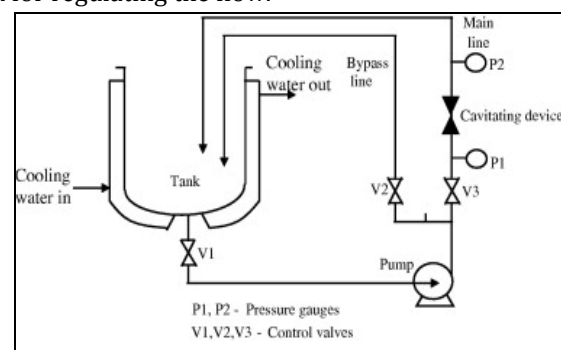 Main
line
P2
Cooling
water out
Bypass
line
Cavitating device
P1
Cooling
water in
Tank
V2
V3
V1
Pump
P1, P2 - Pressure gauges
V1,V2,V3 - Control valves